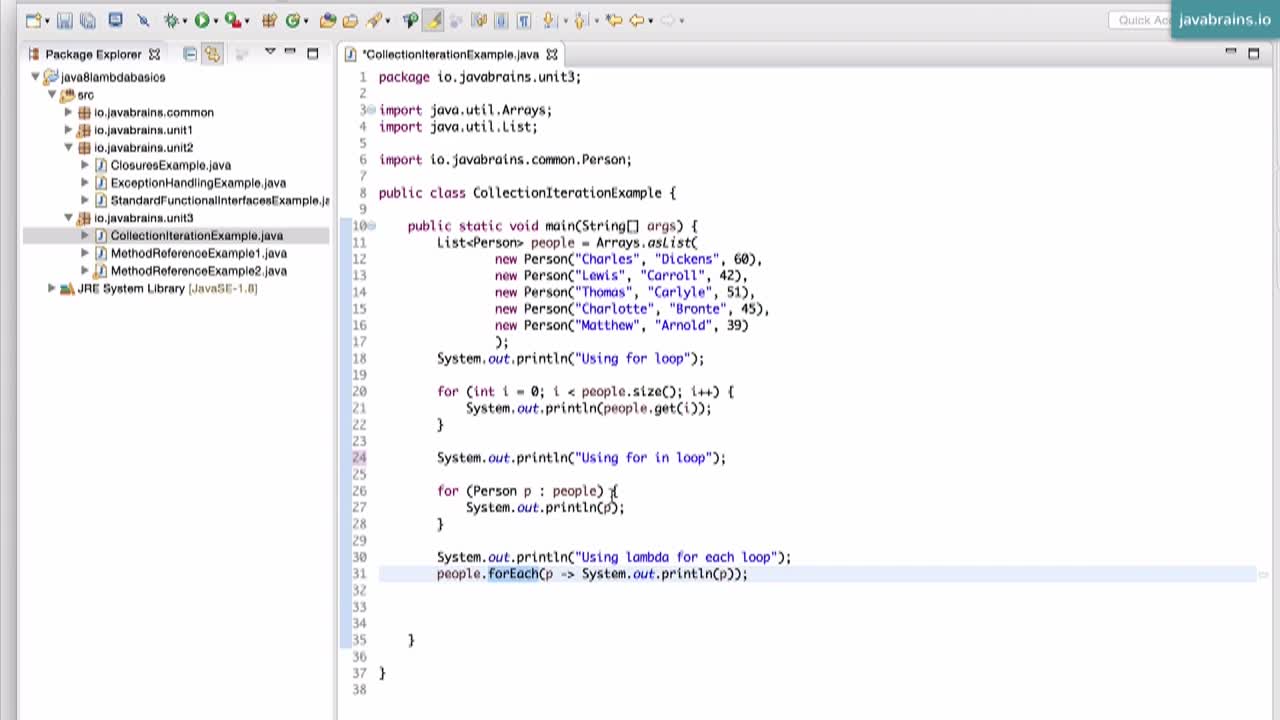 Quick Acc
javabrains.io
Package Explorer
*CollectionIterationExample.java
java8lambdabasics
src
io.javabrains.common
io.javabrains.unit1
io.javabrains.unit2
ClosuresExample.java
ExceptionHandlingExample.java
StandardFunctionalInterfacesExample.ja
io.javabrains.unit3
CollectionIterationExample.java
MethodReferenceExample1.java
MethodReferenceExample2.java
JRE System Library [JavaSE-1.8]
1 package io.javabrains.unit3;
2
3 import java.util.Arrays;
4 import java.util.List;
5
6 import io.javabrains.common.Person;
7
8 public class CollectionIterationExample {
9
10 public static void main(String[] args) {
11 List<Person> people = Arrays.asList(
12 new Person("Charles", "Dickens", 60),
13 new Person("Lewis", "Carroll", 42),
14 new Person("Thomas", "Carlyle", 51),
15 new Person("Charlotte", "Bronte", 45),
16 new Person("Matthew", "Arnold", 39)
17 );
18 System.out.println("Using for loop");
19
20 for (int i = 0; i < people.size(); i++) {
21 System.out.println(people.get(i));
22 }
23
24 System.out.println("Using for in loop");
25
26 for (Person p : people) {
27 System.out.println(p);
28 }
29
30 System.out.println("Using lambda for each loop");
31 people.forEach(p -> System.out.println(p));
32
33
34
35 }
36
37 }
38